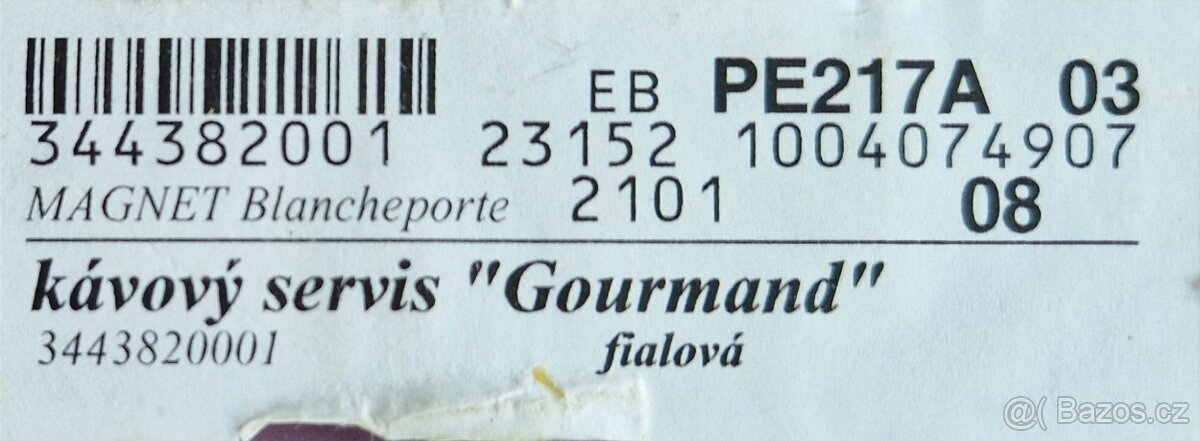 EB PE217A 03
344382001 23152 1004074907
MAGNET Blancheporte 2101 08
kávový servis "Gourmand"
3443820001 fialová
@( Bazos.cz